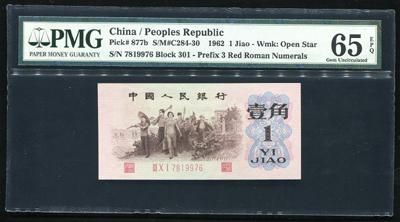 PMG
PAPER MONEY GUARANTY
China / Peoples Republic
Pick# 877b S/M#C284-30 1962 1 Jiao - Wmk: Open Star
S/N 7819976 Block 301 - Prefix 3 Red Roman Numerals
65 EPQ
Gem Uncirculated
中国人民银行
壹角
1
YI
JIAO
III X I 7819976